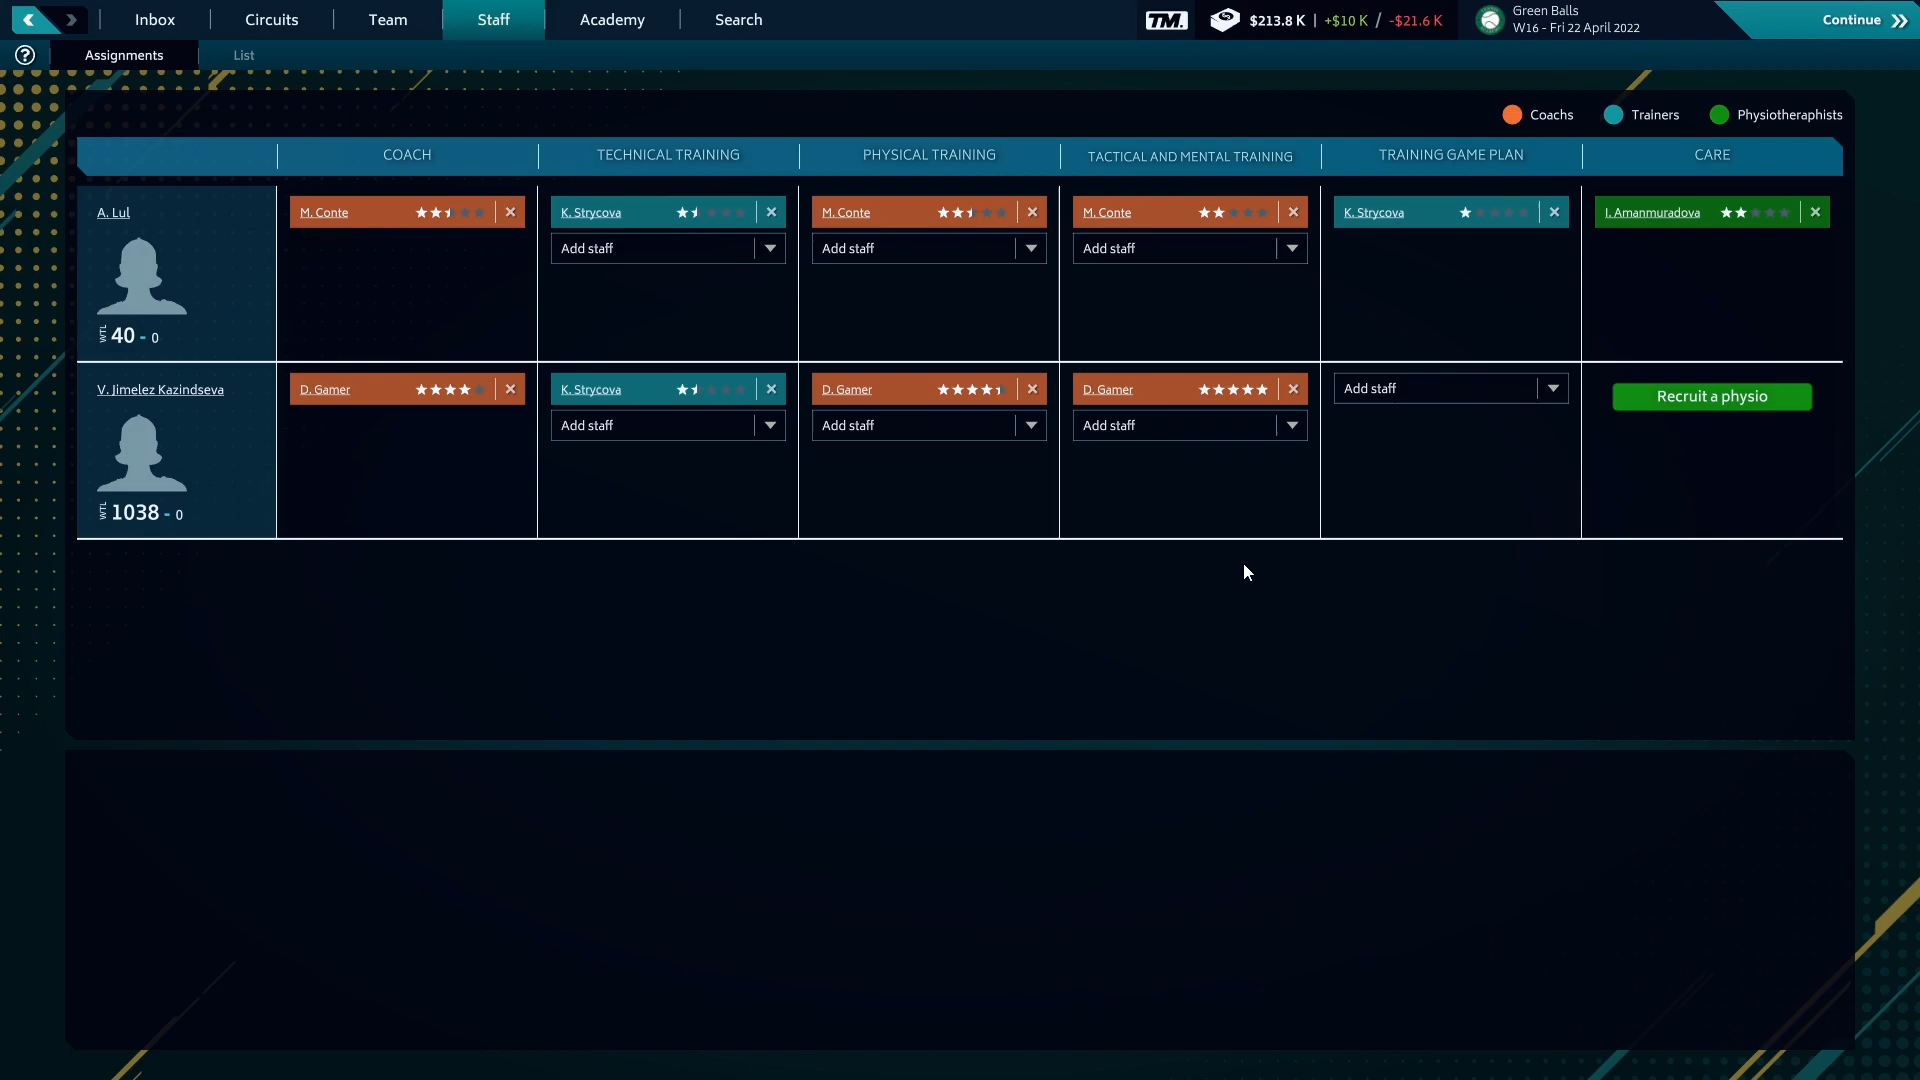 Inbox
Circuits
Team
Staff
Academy
Search
TM.
$213.8 K | +$10 K / -$21.6 K
Green Balls
W16 - Fri 22 April 2022
Continue
?
Assignments
List
Coachs
Trainers
Physiotheraphists
COACH
TECHNICAL TRAINING
PHYSICAL TRAINING
TACTICAL AND MENTAL TRAINING
TRAINING GAME PLAN
CARE
A. Lul
WTL 40 - 0
M. Conte
K. Strycova
Add staff
M. Conte
Add staff
M. Conte
Add staff
K. Strycova
I. Amanmuradova
V. Jimelez Kazindseva
WTL 1038 - 0
D. Gamer
K. Strycova
Add staff
D. Gamer
Add staff
D. Gamer
Add staff
Add staff
Recruit a physio